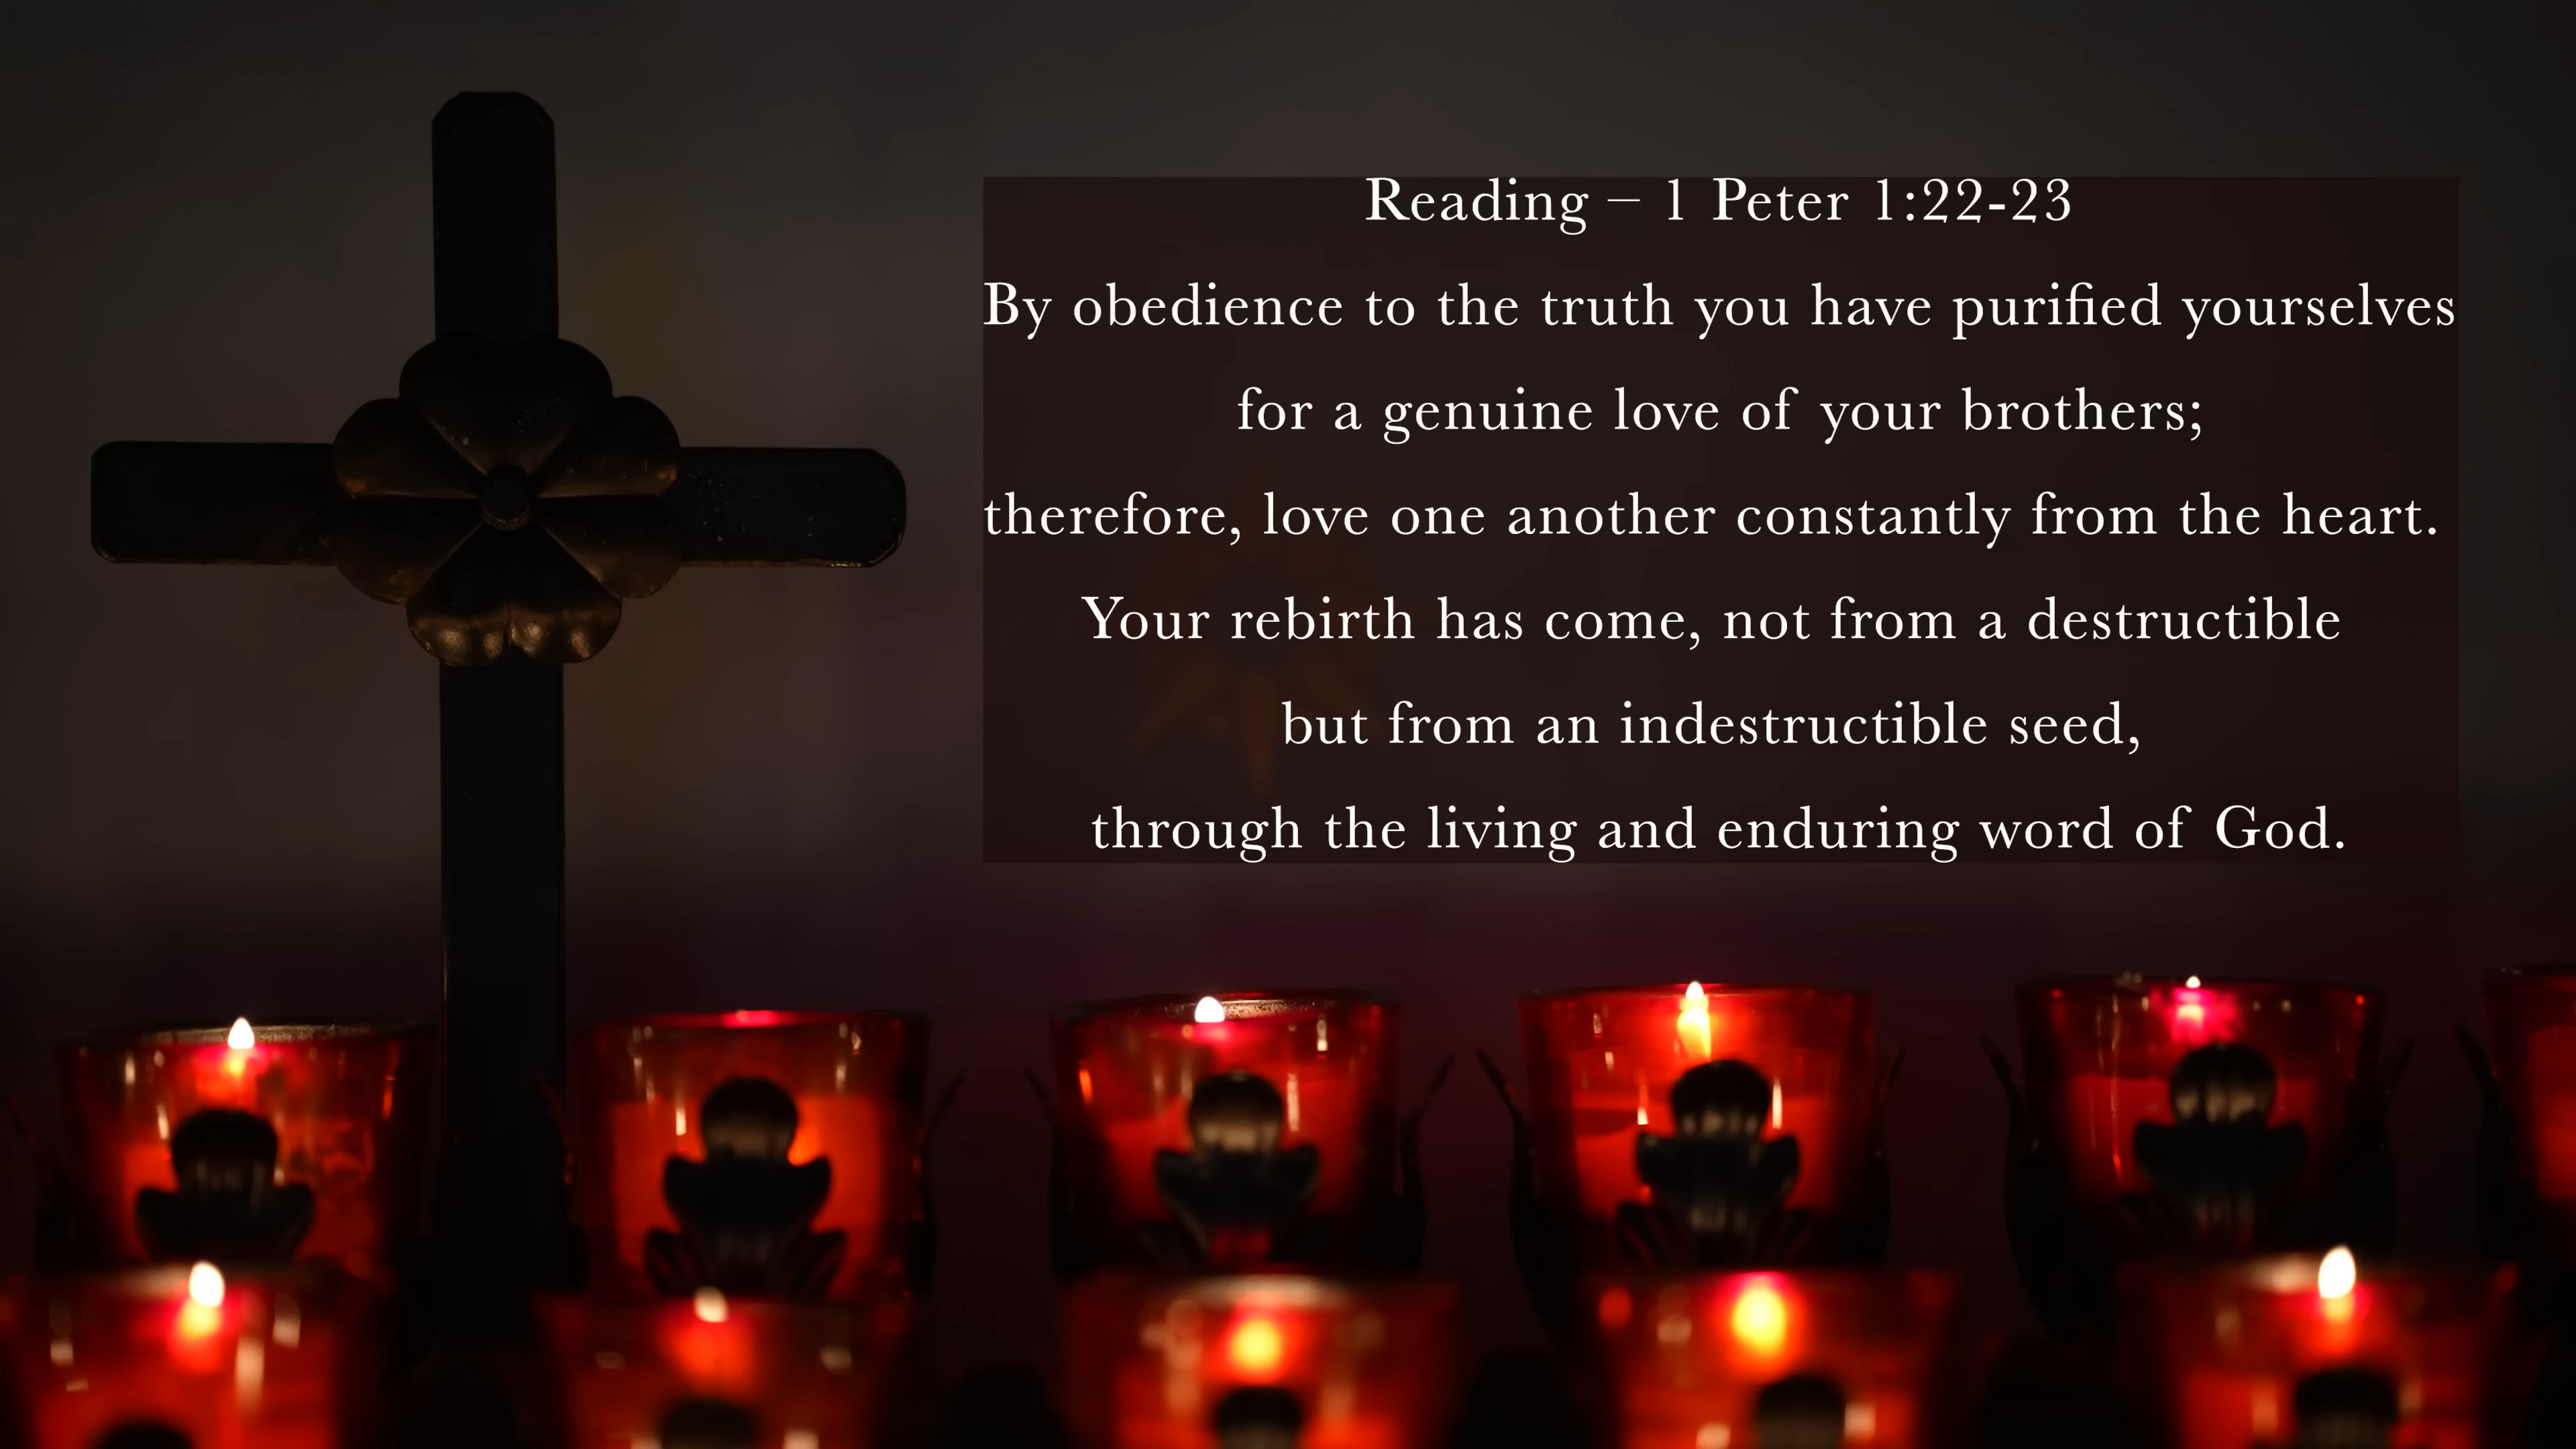 Reading – 1 Peter 1:22-23
By obedience to the truth you have purified yourselves
for a genuine love of your brothers;
therefore, love one another constantly from the heart.
Your rebirth has come, not from a destructible
but from an indestructible seed,
through the living and enduring word of God.